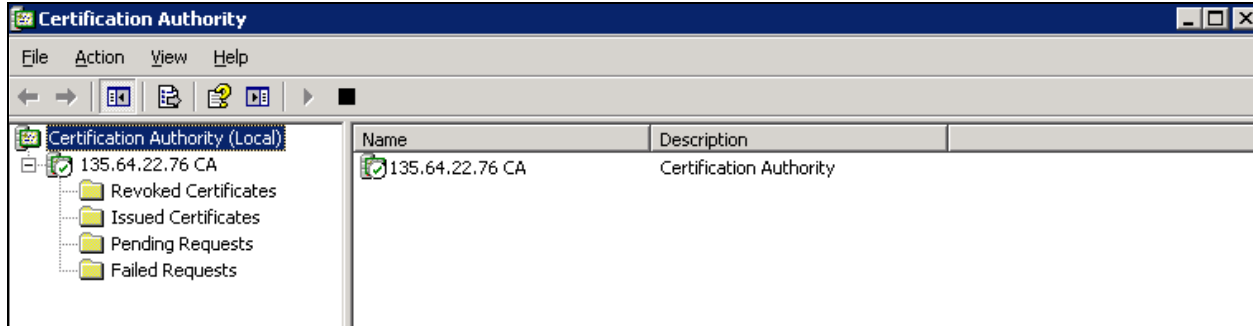 Certification Authority
File Action View Help
Certification Authority (Local)
135.64.22.76 CA
Revoked Certificates
Issued Certificates
Pending Requests
Failed Requests
Name Description
135.64.22.76 CA Certification Authority